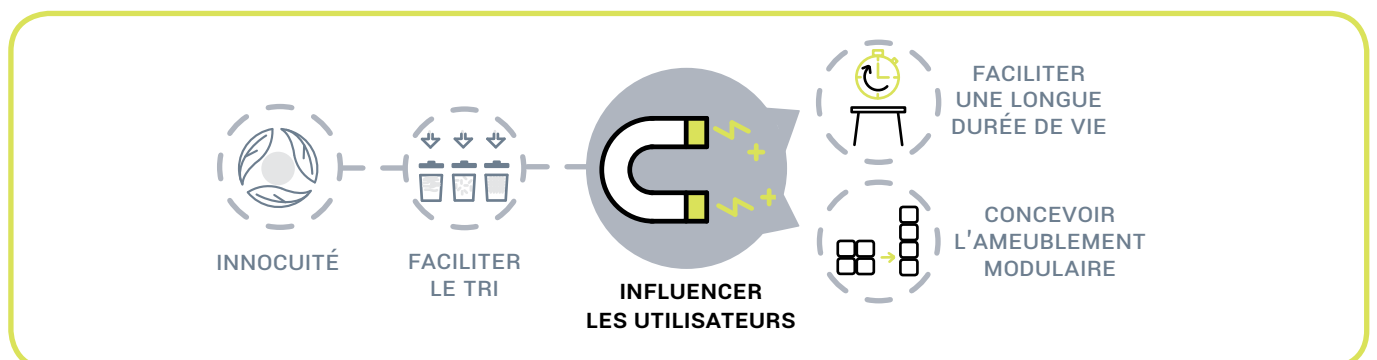 INNOCUITÉ
FACILITER
LE TRI
INFLUENCER
LES UTILISATEURS
FACILITER
UNE LONGUE
DURÉE DE VIE
CONCEVOIR
L'AMEUBLEMENT
MODULAIRE